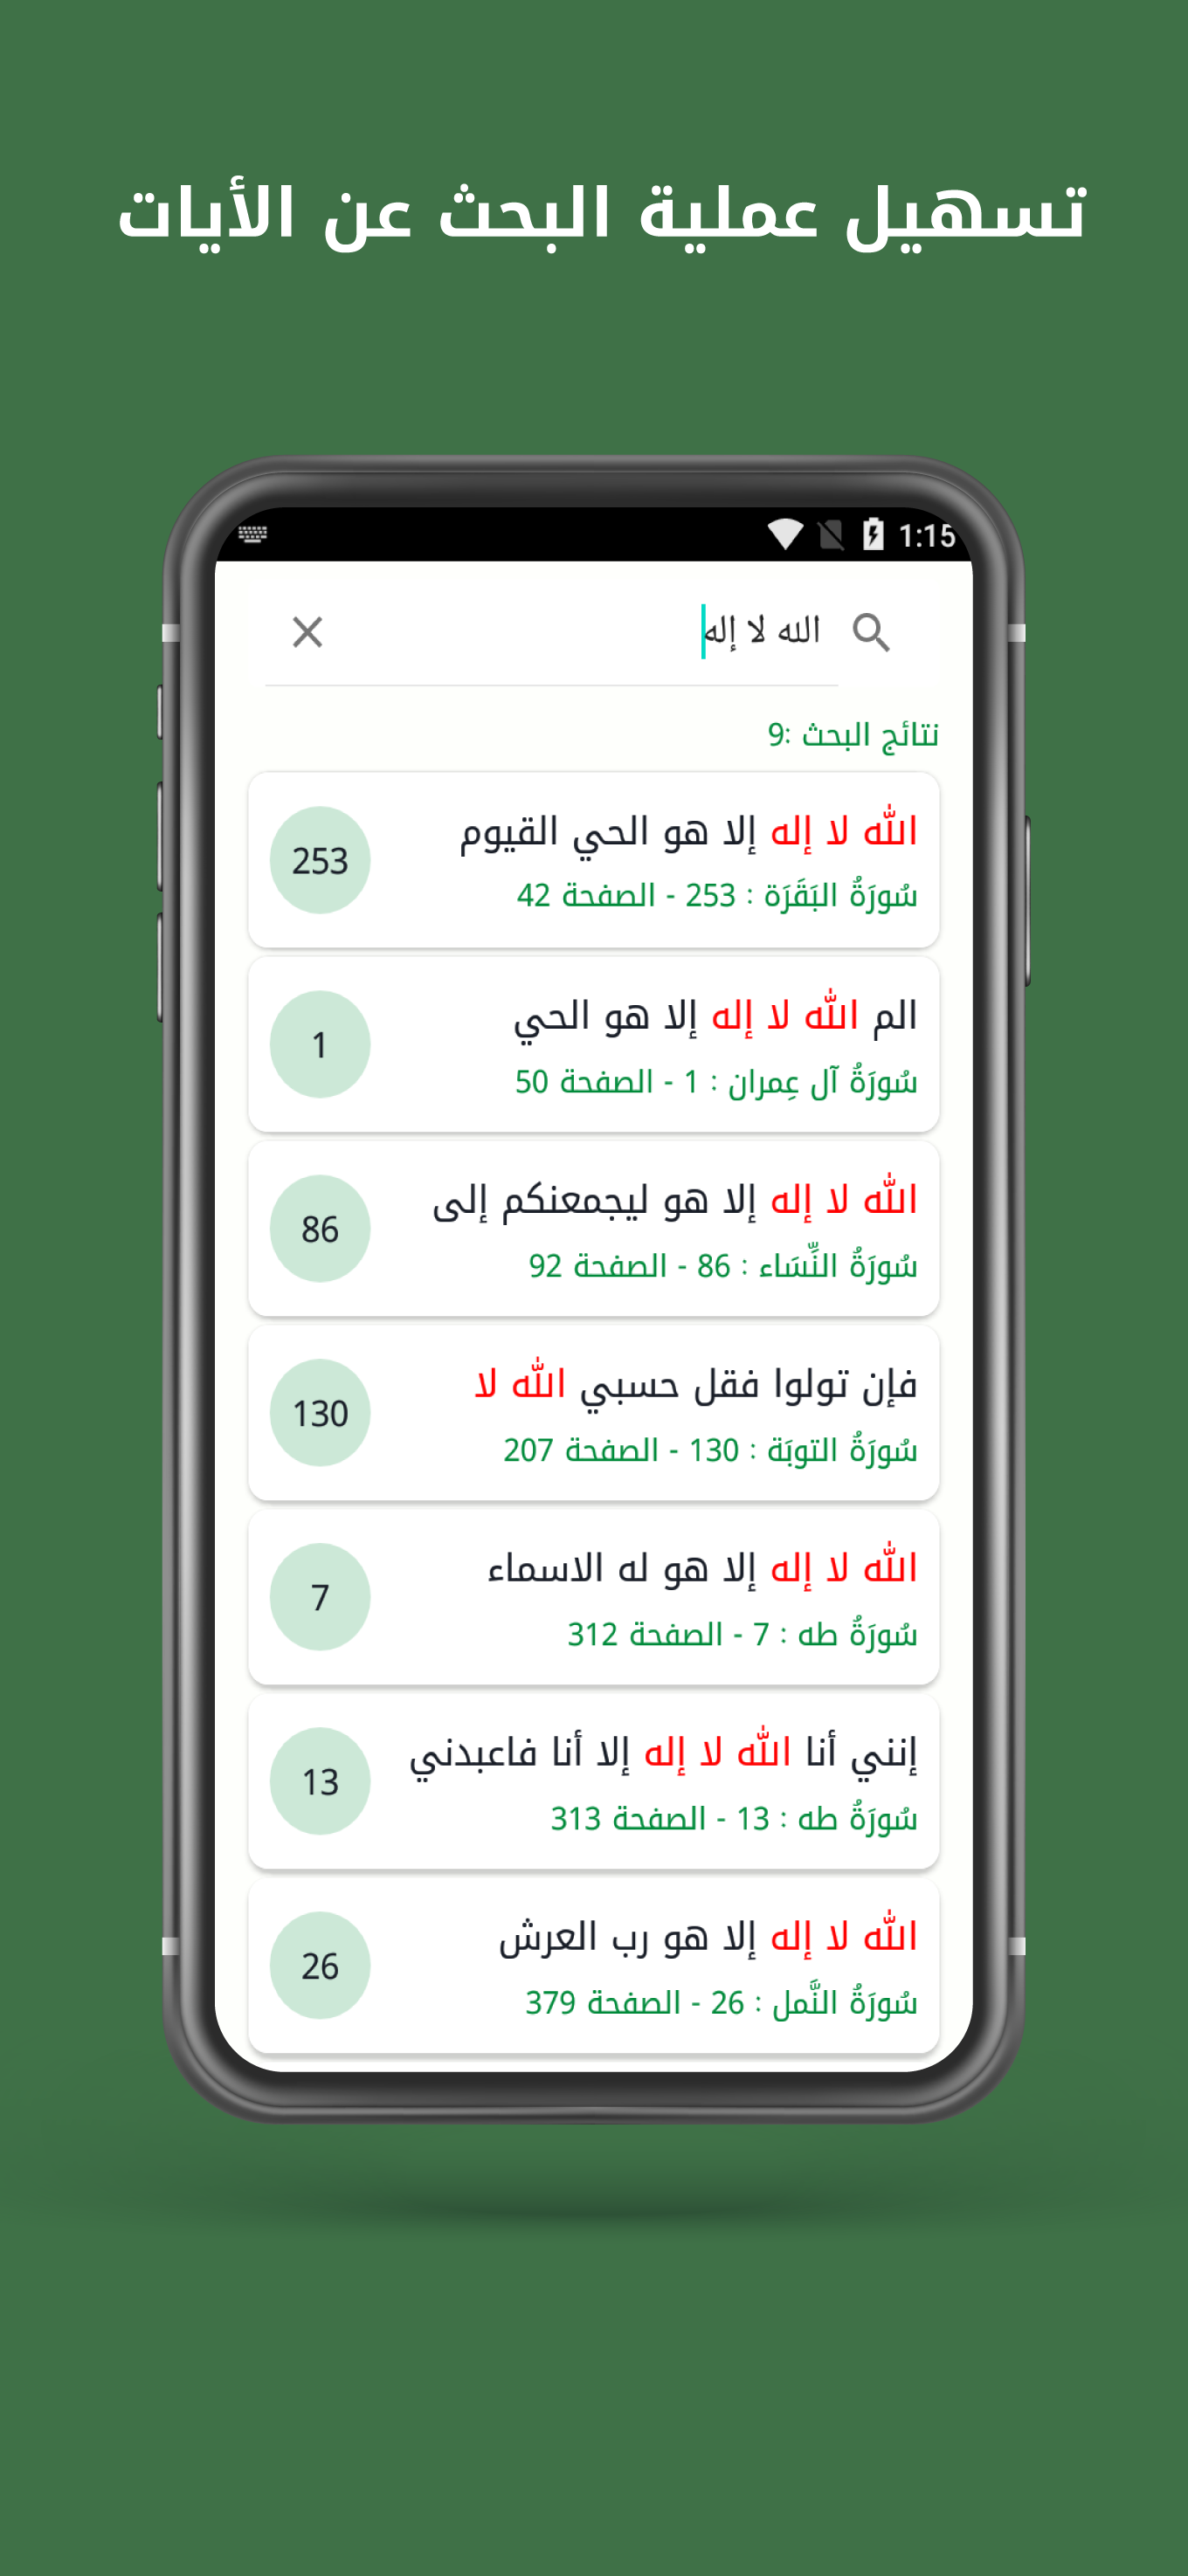 تسهيل عملية البحث عن الأيات
1:15
الله لا إله
نتائج البحث :9
الله لا إله إلا هو الحي القيوم
سُورَةُ البَقَرَة : 253 - الصفحة 42
253
الم الله لا إله إلا هو الحي
سُورَةُ آل عِمران : 1 - الصفحة 50
1
الله لا إله إلا هو ليجمعنكم إلى
سُورَةُ النِّسَاء : 86 - الصفحة 92
86
فإن تولوا فقل حسبي الله لا
سُورَةُ التوبَة : 130 - الصفحة 207
130
الله لا إله إلا هو له الاسماء
سُورَةُ طه : 7 - الصفحة 312
7
إنني أنا الله لا إله إلا أنا فاعبدني
سُورَةُ طه : 13 - الصفحة 313
13
الله لا إله إلا هو رب العرش
سُورَةُ النَّمل : 26 - الصفحة 379
26